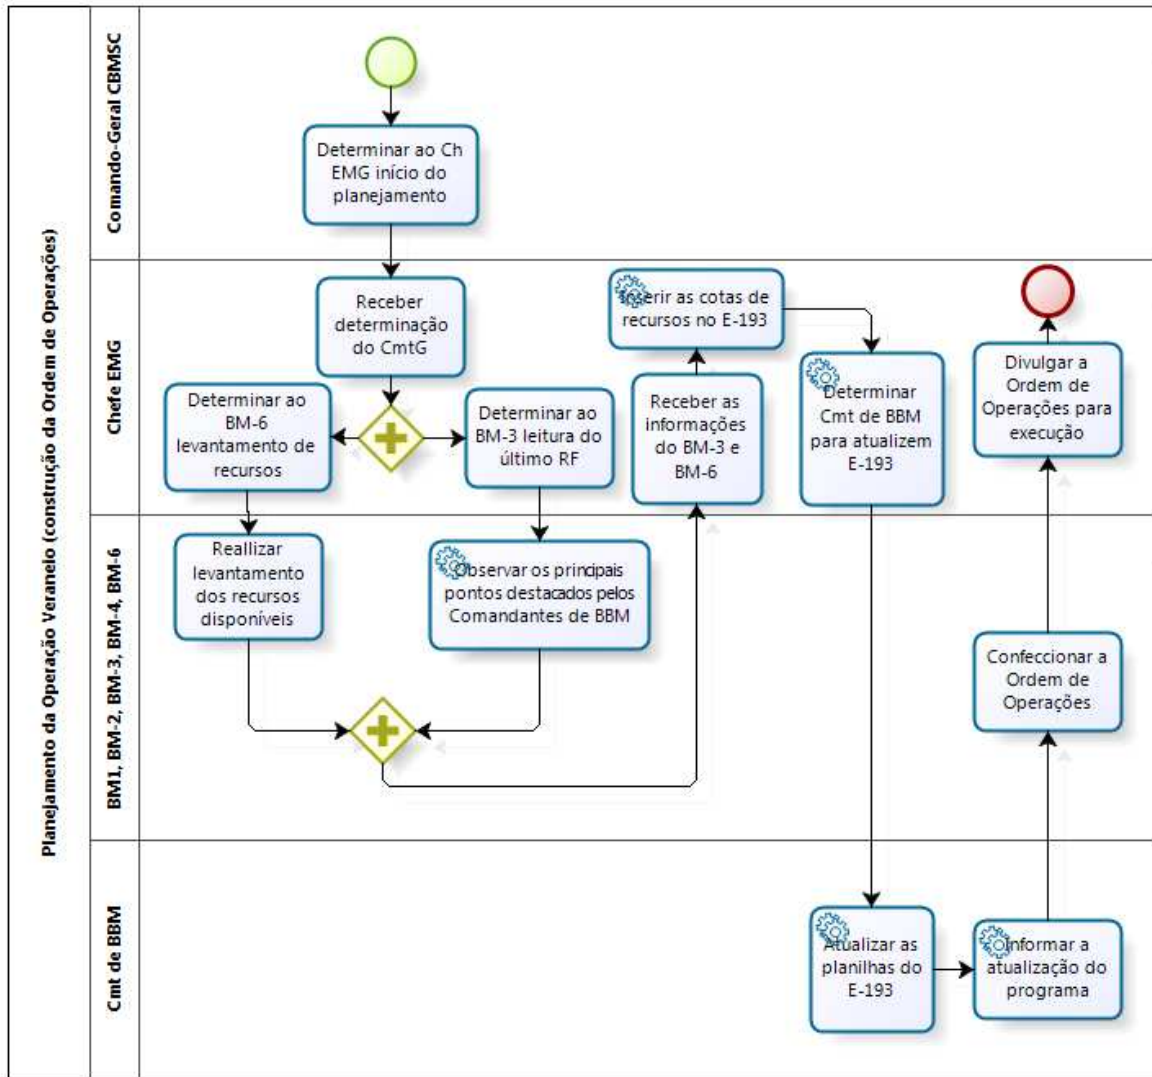 Planejamento da Operação Veraneio (construção da Ordem de Operações)
Comando-Geral CBMSC
Determinar ao Ch
EMG início do
planejamento
Chefe EMG
Receber
determinação
do CmtG
Determinar ao
BM-6
levantamento de
recursos
Determinar ao
BM-3 leitura do
último RF
Receber as
informações
do BM-3 e
BM-6
Inserir as cotas de
recursos no E-193
Determinar
Cmt de BBM
para atualizem
E-193
Divulgar a
Ordem de
Operações para
execução
BM1, BM-2, BM-3, BM-4, BM-6
Reallizar
levantamento
dos recursos
disponíveis
Observar os principais
pontos destacados pelos
Comandantes de BBM
Confeccionar a
Ordem de
Operações
Cmt de BBM
Atualizar as
planilhas do
E-193
Informar a
atualização do
programa